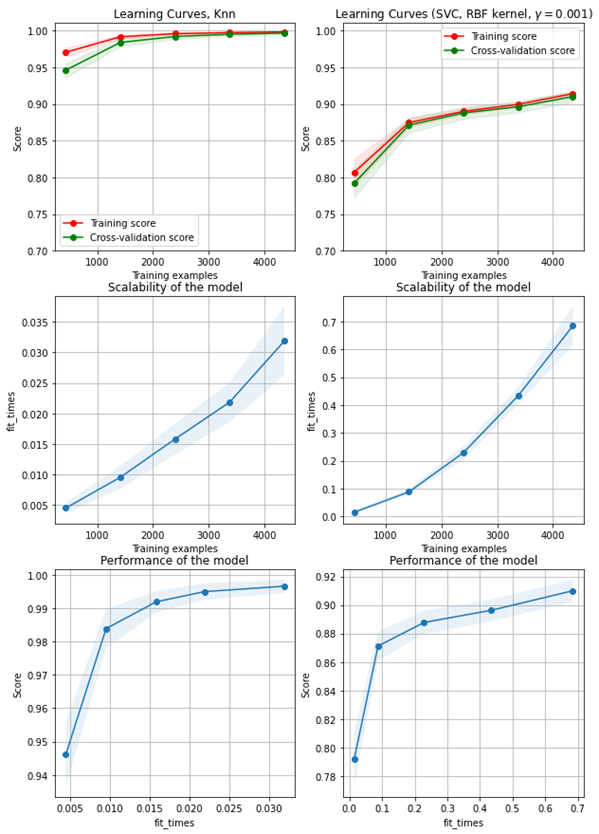 Learning Curves, Knn
Score
1.00
0.95
0.90
0.85
0.80
0.75
0.70
Training score
Cross-validation score
1000 2000 3000 4000
Training examples
Learning Curves (SVC, RBF kernel, γ = 0.001)
Score
1.00
0.95
0.90
0.85
0.80
0.75
0.70
Training score
Cross-validation score
1000 2000 3000 4000
Training examples
Scalability of the model
fit_times
0.035
0.030
0.025
0.020
0.015
0.010
0.005
1000 2000 3000 4000
Training examples
Scalability of the model
fit_times
0.7
0.6
0.5
0.4
0.3
0.2
0.1
0.0
1000 2000 3000 4000
Training examples
Performance of the model
Score
1.00
0.99
0.98
0.97
0.96
0.95
0.94
0.005 0.010 0.015 0.020 0.025 0.030
fit_times
Performance of the model
Score
0.92
0.90
0.88
0.86
0.84
0.82
0.80
0.78
0.0 0.1 0.2 0.3 0.4 0.5 0.6 0.7
fit_times